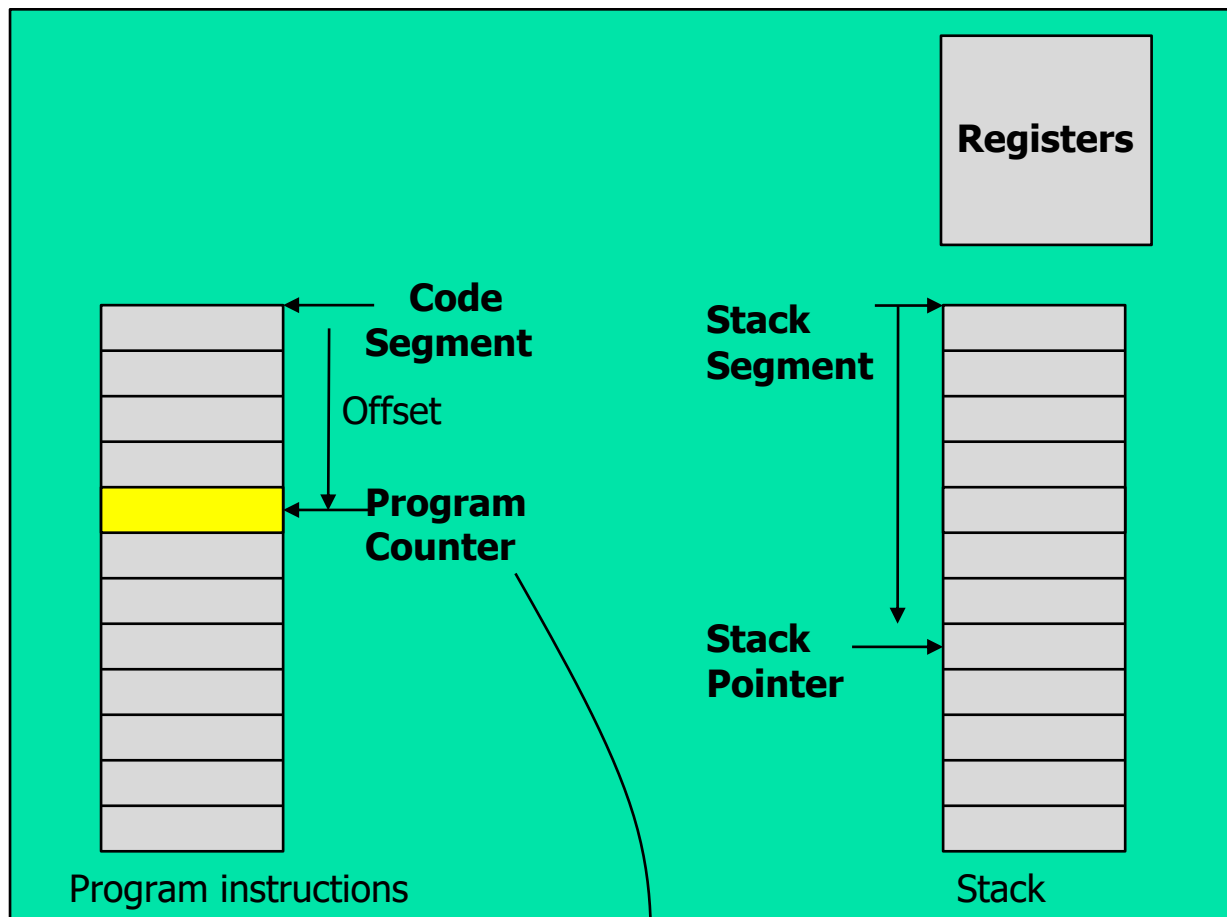 Registers
Code
Segment
Offset
Program
Counter
Program instructions
Stack
Segment
Stack
Pointer
Stack